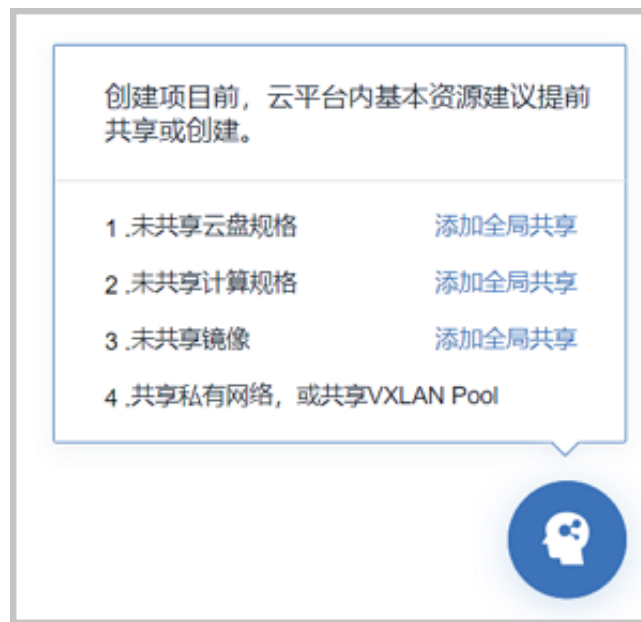 创建项目前，云平台内基本资源建议提前
共享或创建。
1 .未共享云盘规格 添加全局共享
2 .未共享计算规格 添加全局共享
3 .未共享镜像 添加全局共享
4 .共享私有网络，或共享VXLAN Pool